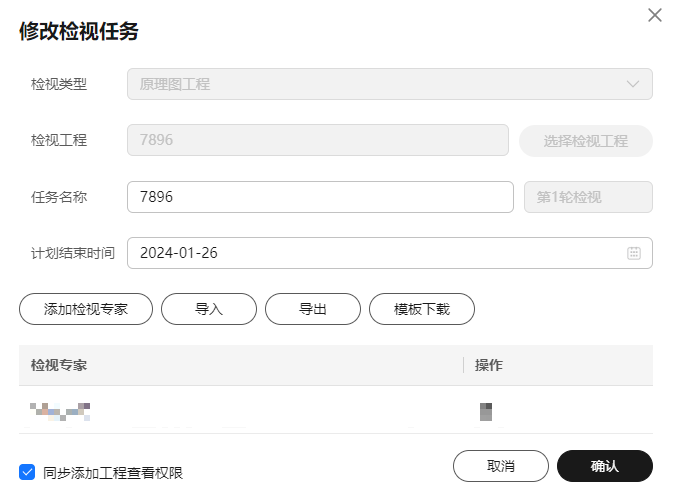 修改检视任务
检视类型 原理图工程
检视工程 7896 选择检视工程
任务名称 7896 第1轮检视
计划结束时间 2024-01-26
添加检视专家 导入 导出 模板下载
检视专家 操作
同步添加工程查看权限 取消 确认